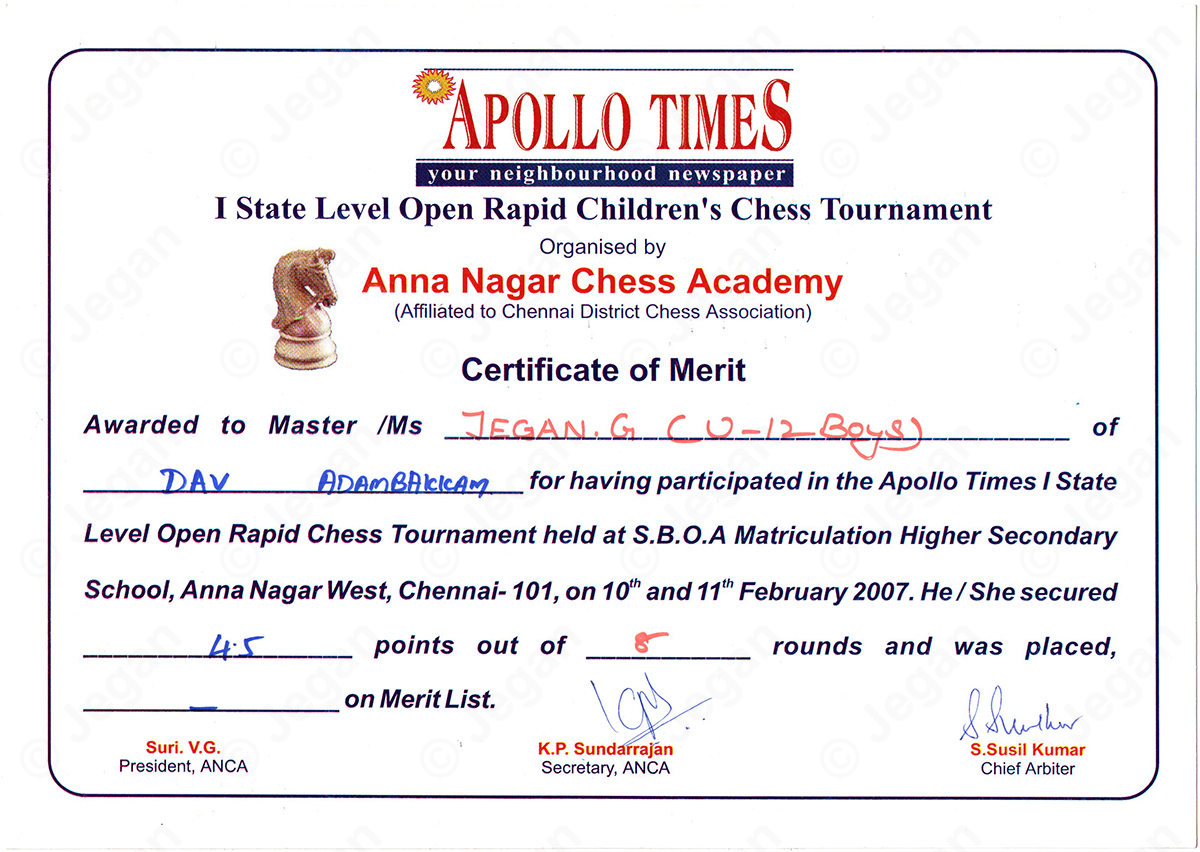 APOLLO TIMES
your neighbourhood newspaper
I State Level Open Rapid Children's Chess Tournament
Organised by
Anna Nagar Chess Academy
(Affiliated to Chennai District Chess Association)
Certificate of Merit
Awarded to Master /Ms JEGAN.G (U-12-Boys) of
DAV ADAMBAKKAM for having participated in the Apollo Times I State
Level Open Rapid Chess Tournament held at S.B.O.A Matriculation Higher Secondary
School, Anna Nagar West, Chennai- 101, on 10th and 11th February 2007. He / She secured
4.5 points out of 8 rounds and was placed,
– on Merit List.
S. Susil Kumar
Suri. V.G. K.P. Sundarrajan S.Susil Kumar
President, ANCA Secretary, ANCA Chief Arbiter
© Jegan